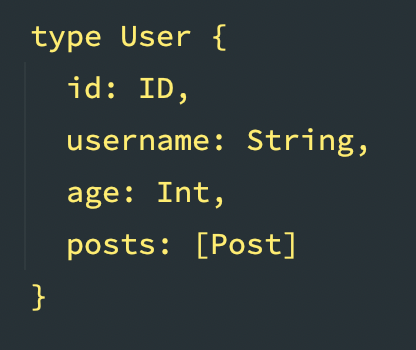 type User {
  id: ID,
  username: String,
  age: Int,
  posts: [Post]
}